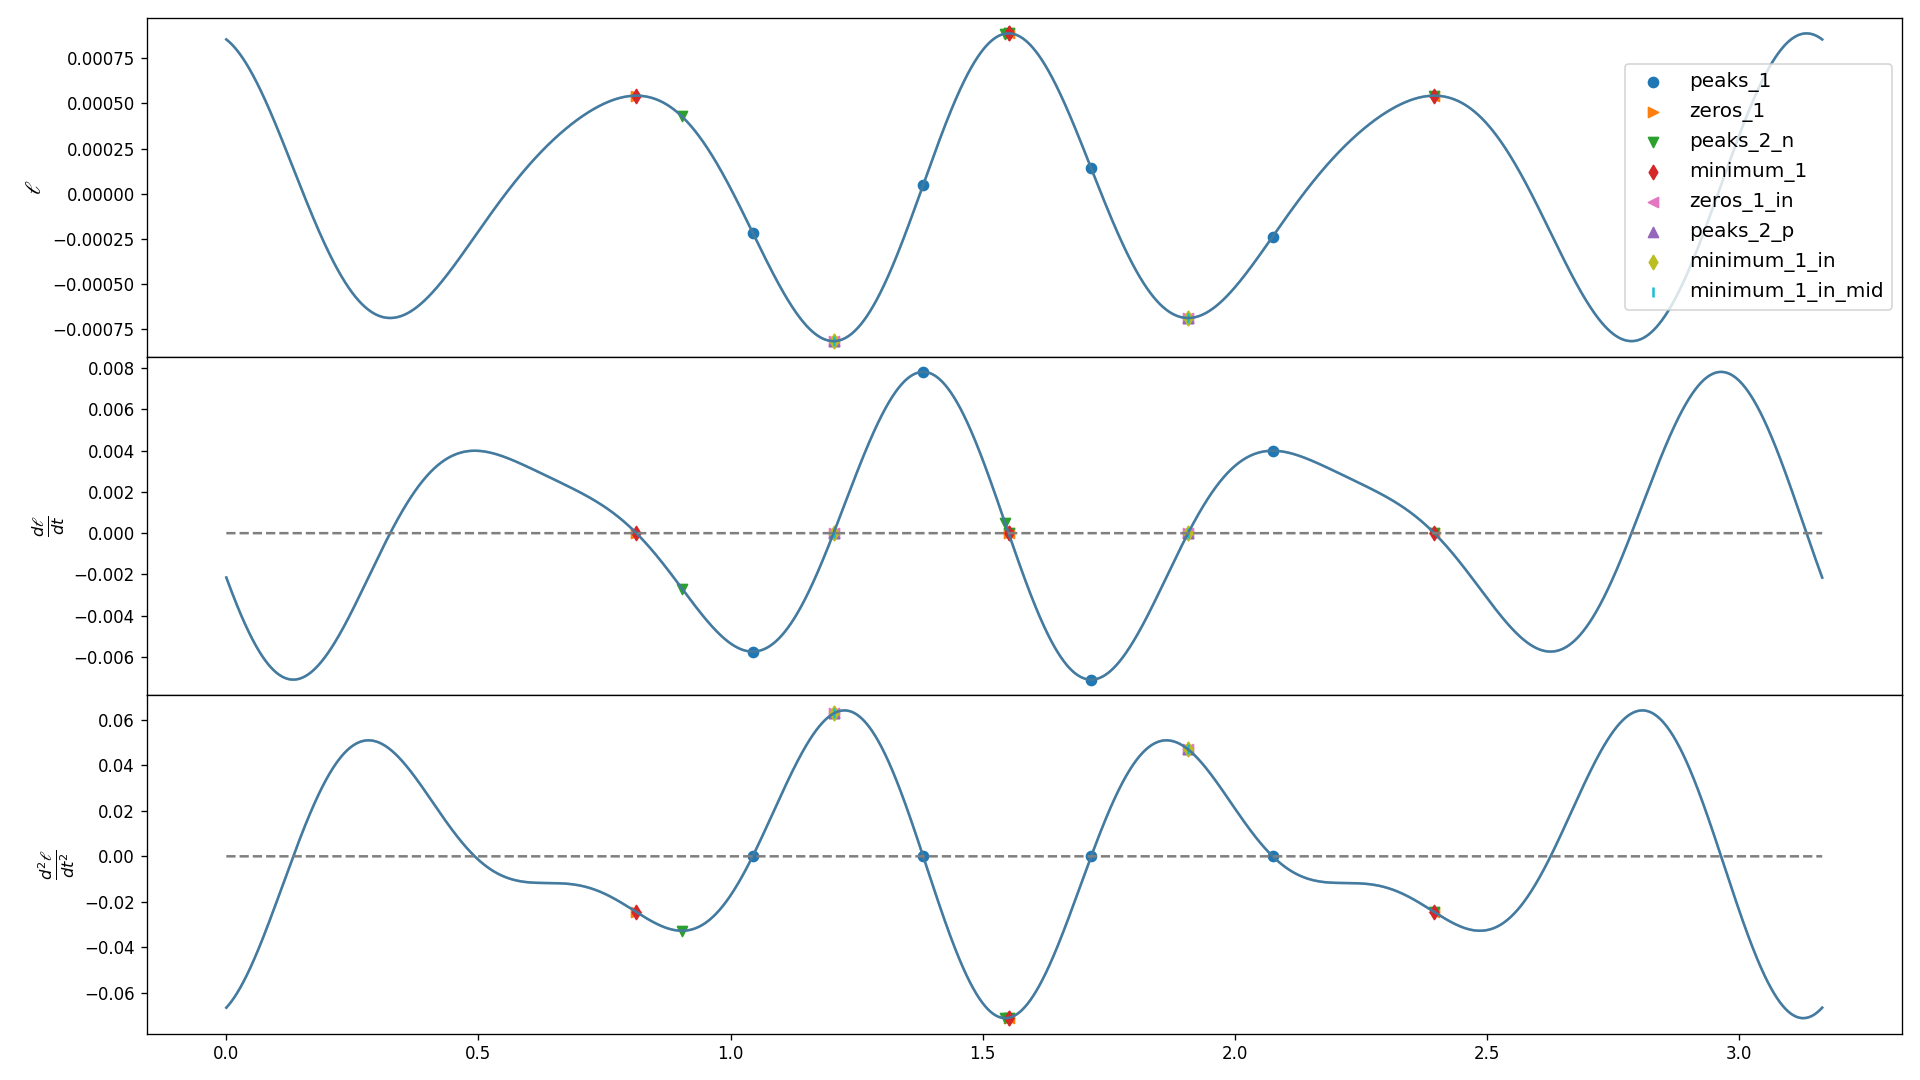 0.00075
0.00050
0.00025
0.00000
−0.00025
−0.00050
−0.00075
ℓ
peaks_1
zeros_1
peaks_2_n
minimum_1
zeros_1_in
peaks_2_p
minimum_1_in
minimum_1_in_mid
0.008
0.006
0.004
0.002
0.000
−0.002
−0.004
−0.006
dℓ
dt
0.06
0.04
0.02
0.00
−0.02
−0.04
−0.06
d²ℓ
dt²
0.0 0.5 1.0 1.5 2.0 2.5 3.0